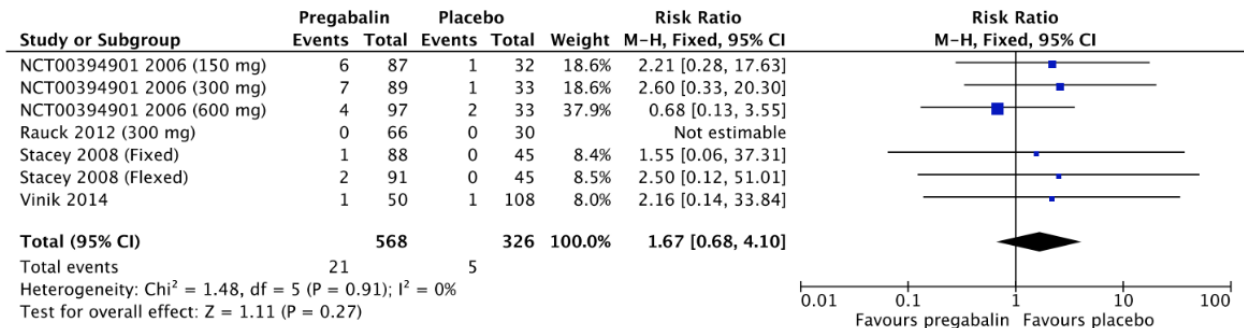 Pregabalin Placebo Risk Ratio Risk Ratio
Study or Subgroup Events Total Events Total Weight M-H, Fixed, 95% CI M-H, Fixed, 95% CI
NCT00394901 2006 (150 mg) 6 87 1 32 18.6% 2.21 [0.28, 17.63]
NCT00394901 2006 (300 mg) 7 89 1 33 18.6% 2.60 [0.33, 20.30]
NCT00394901 2006 (600 mg) 4 97 2 33 37.9% 0.68 [0.13, 3.55]
Rauck 2012 (300 mg) 0 66 0 30 Not estimable
Stacey 2008 (Fixed) 1 88 0 45 8.4% 1.55 [0.06, 37.31]
Stacey 2008 (Flexed) 2 91 0 45 8.5% 2.50 [0.12, 51.01]
Vinik 2014 1 50 1 108 8.0% 2.16 [0.14, 33.84]
Total (95% CI) 568 326 100.0% 1.67 [0.68, 4.10]
Total events 21 5
Heterogeneity: Chi² = 1.48, df = 5 (P = 0.91); I² = 0%
Test for overall effect: Z = 1.11 (P = 0.27)
0.01 0.1 1 10 100
Favours pregabalin Favours placebo